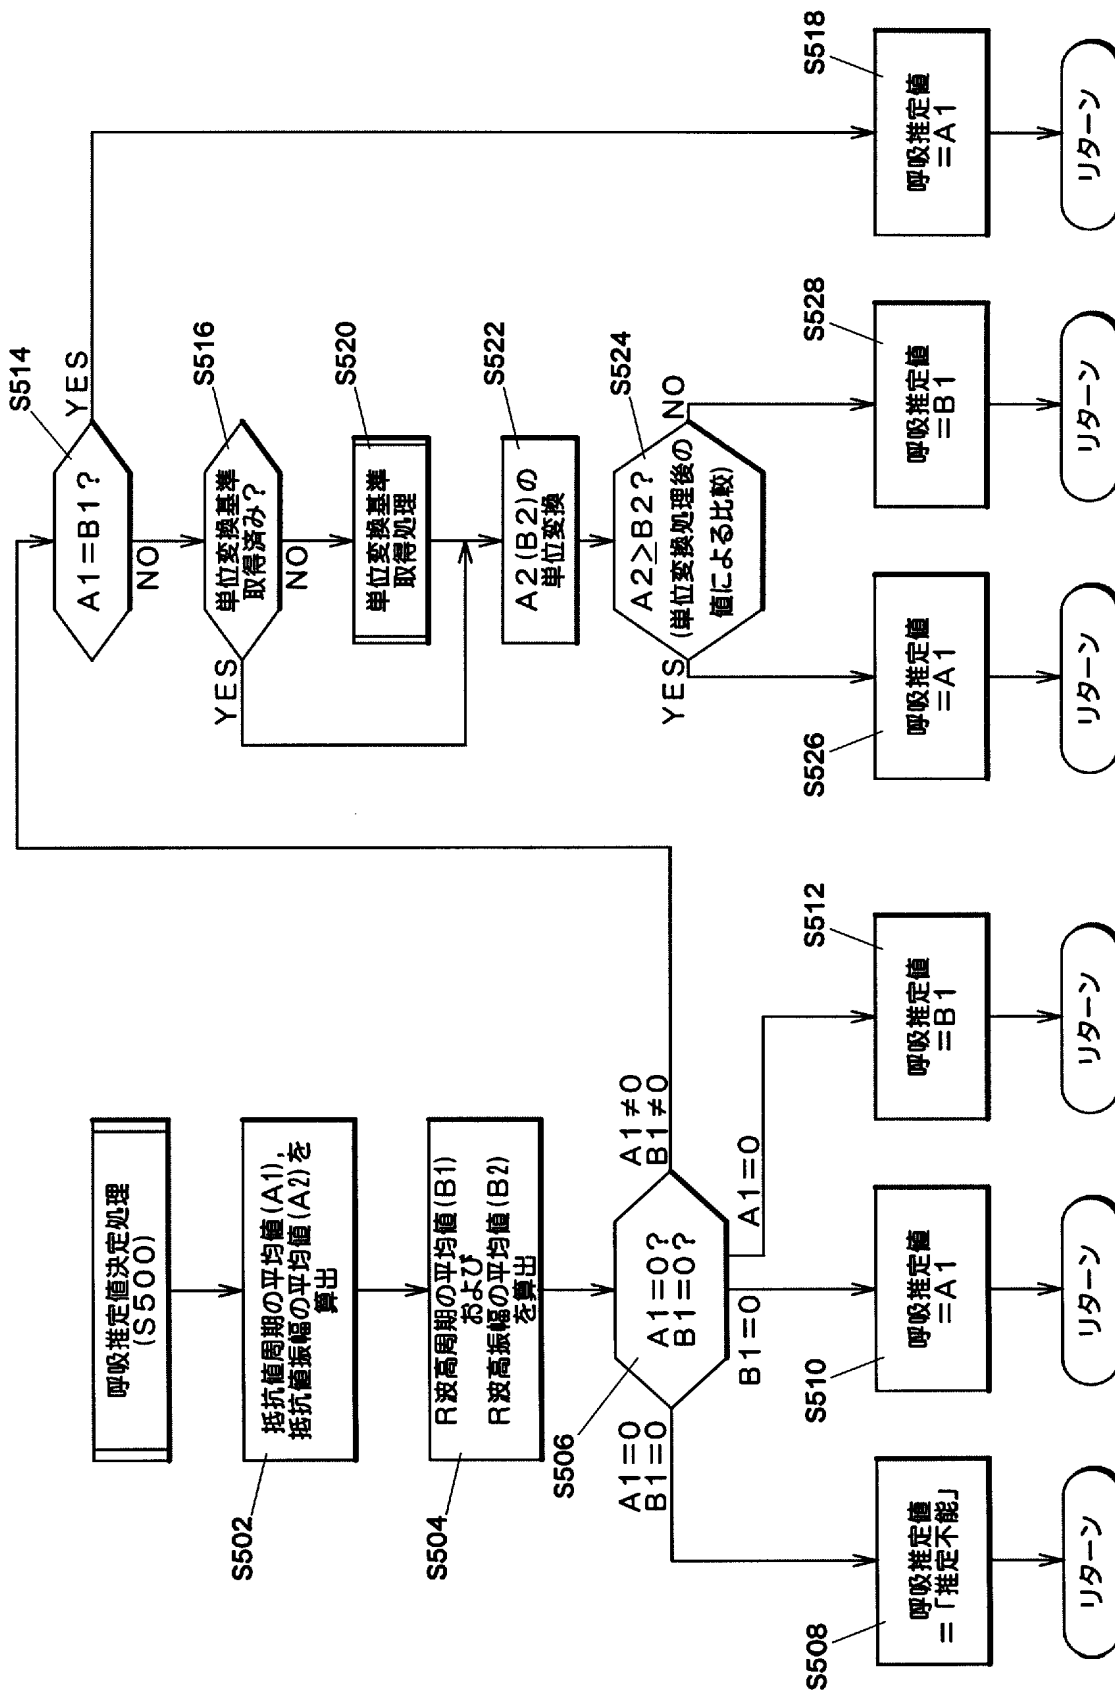 呼吸推定値決定処理
(S500)
S502
抵抗値周期の平均値(A1),
抵抗値振幅の平均値(A2)を
算出
S504
R波高周期の平均値(B1)
および
R波高振幅の平均値(B2)
を算出
S506
A1=0?
B1=0?
A1=0
B1=0
B1=0
A1=0
A1≠0
B1≠0
S508
呼吸推定値
=「推定不能」
リターン
S510
呼吸推定値
=A1
リターン
S512
呼吸推定値
=B1
リターン
S514
A1=B1?
YES
NO
S516
単位変換基準
取得済み?
YES
NO
S520
単位変換基準
取得処理
S522
A2(B2)の
単位変換
S524
A2≧B2?
(単位変換処理後の
値による比較)
YES
NO
S526
呼吸推定値
=A1
リターン
S528
呼吸推定値
=B1
リターン
S518
呼吸推定値
=A1
リターン